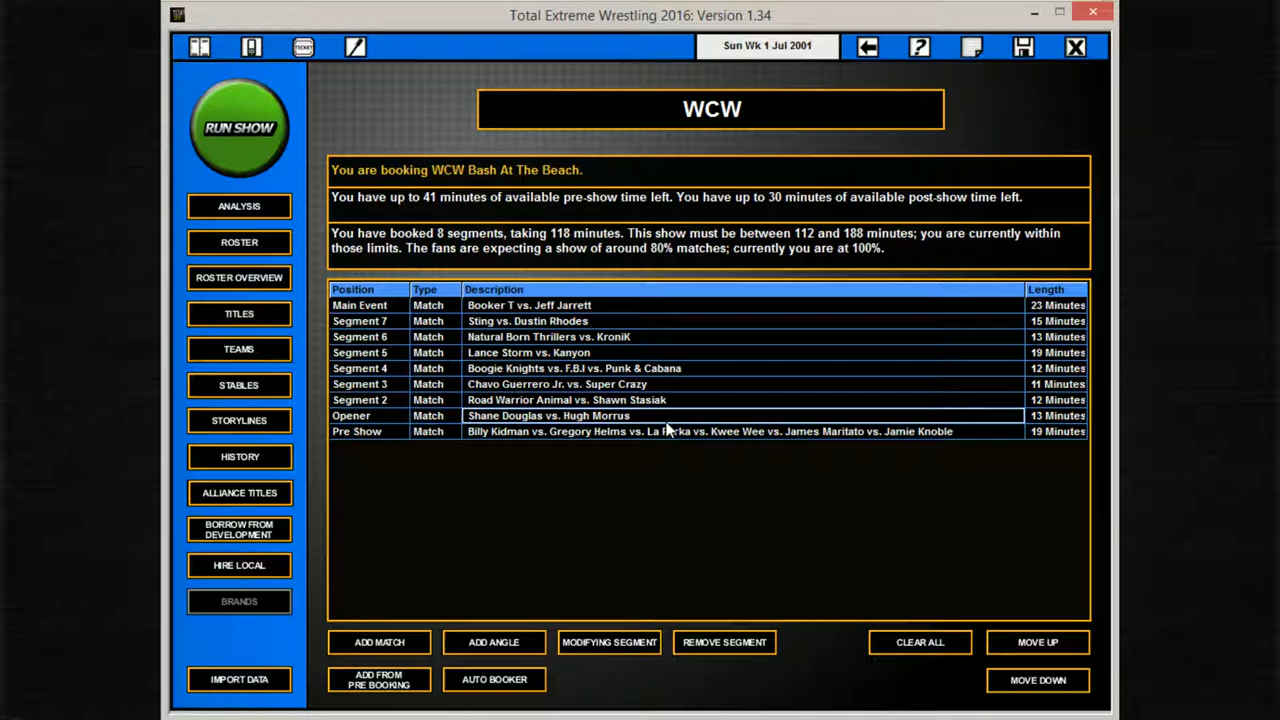 Total Extreme Wrestling 2016: Version 1.34
TICKET
Sun Wk 1 Jul 2001
?
RUN SHOW
WCW
You are booking WCW Bash At The Beach.
You have up to 41 minutes of available pre-show time left. You have up to 30 minutes of available post-show time left.
You have booked 8 segments, taking 118 minutes. This show must be between 112 and 188 minutes; you are currently within
those limits. The fans are expecting a show of around 80% matches; currently you are at 100%.
Position Type Description Length
Main Event Match Booker T vs. Jeff Jarrett 23 Minutes
Segment 7 Match Sting vs. Dustin Rhodes 15 Minutes
Segment 6 Match Natural Born Thrillers vs. KroniK 13 Minutes
Segment 5 Match Lance Storm vs. Kanyon 19 Minutes
Segment 4 Match Boogie Knights vs. F.B.I vs. Punk & Cabana 12 Minutes
Segment 3 Match Chavo Guerrero Jr. vs. Super Crazy 11 Minutes
Segment 2 Match Road Warrior Animal vs. Shawn Stasiak 12 Minutes
Opener Match Shane Douglas vs. Hugh Morrus 13 Minutes
Pre Show Match Billy Kidman vs. Gregory Helms vs. La Parka vs. Kwee Wee vs. James Maritato vs. Jamie Knoble 19 Minutes
ANALYSIS
ROSTER
ROSTER OVERVIEW
TITLES
TEAMS
STABLES
STORYLINES
HISTORY
ALLIANCE TITLES
BORROW FROM
DEVELOPMENT
HIRE LOCAL
BRANDS
IMPORT DATA
ADD MATCH
ADD ANGLE
MODIFYING SEGMENT
REMOVE SEGMENT
CLEAR ALL
MOVE UP
ADD FROM
PRE BOOKING
AUTO BOOKER
MOVE DOWN